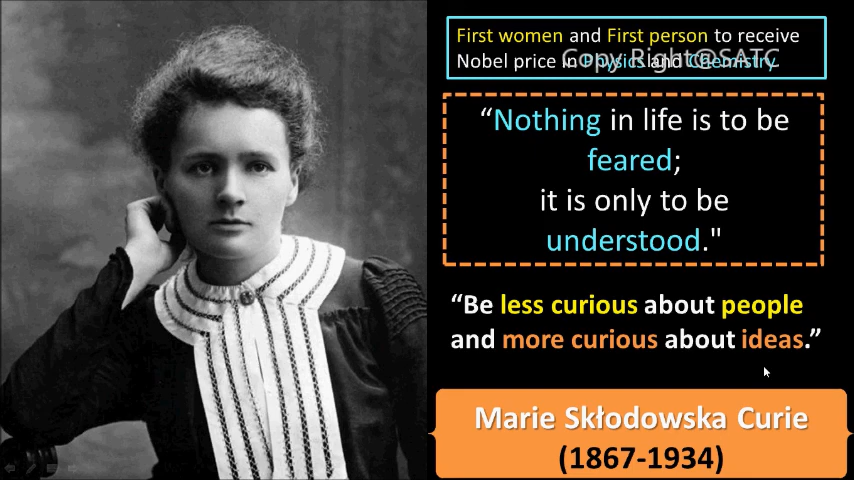 First women and First person to receive
Nobel price in Physics and Chemistry
Copy Right@SATC
“Nothing in life is to be
feared;
it is only to be
understood."
“Be less curious about people
and more curious about ideas.”
Marie Skłodowska Curie
(1867-1934)